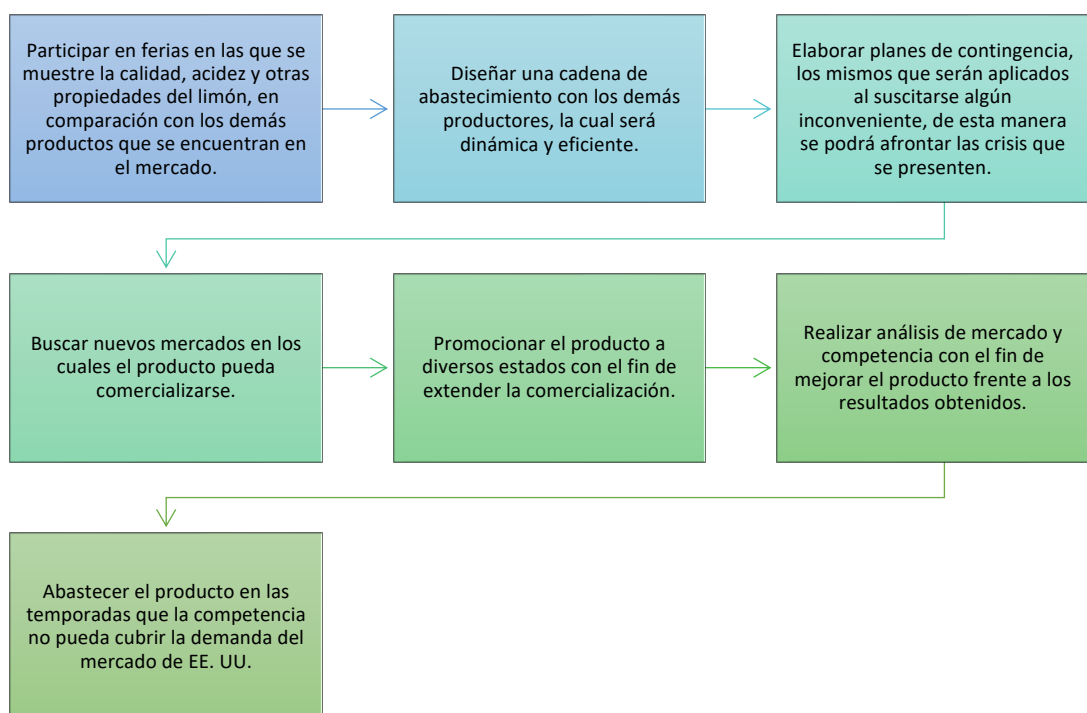 Participar en ferias en las que se
muestre la calidad, acidez y otras
propiedades del limón, en
comparación con los demás
productos que se encuentran en
el mercado.
Diseñar una cadena de
abastecimiento con los demás
productores, la cual será
dinámica y eficiente.
Elaborar planes de contingencia,
los mismos que serán aplicados
al suscitarse algún
inconveniente, de esta manera
se podrá afrontar las crisis que
se presenten.
Buscar nuevos mercados en los
cuales el producto pueda
comercializarse.
Promocionar el producto a
diversos estados con el fin de
extender la comercialización.
Realizar análisis de mercado y
competencia con el fin de
mejorar el producto frente a los
resultados obtenidos.
Abastecer el producto en las
temporadas que la competencia
no pueda cubrir la demanda del
mercado de EE. UU.